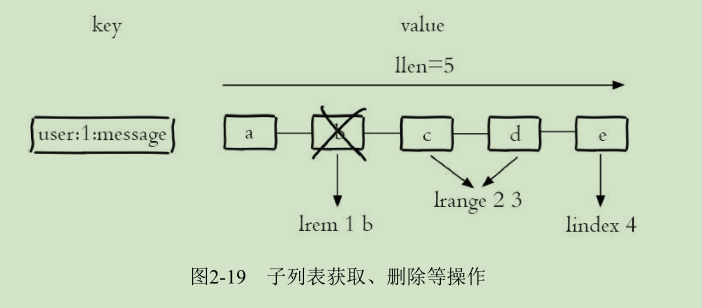 key
value
llen=5
user:1:message
a
b
c
d
e
lrem 1 b
lrange 2 3
lindex 4
图2-19 子列表获取、删除等操作